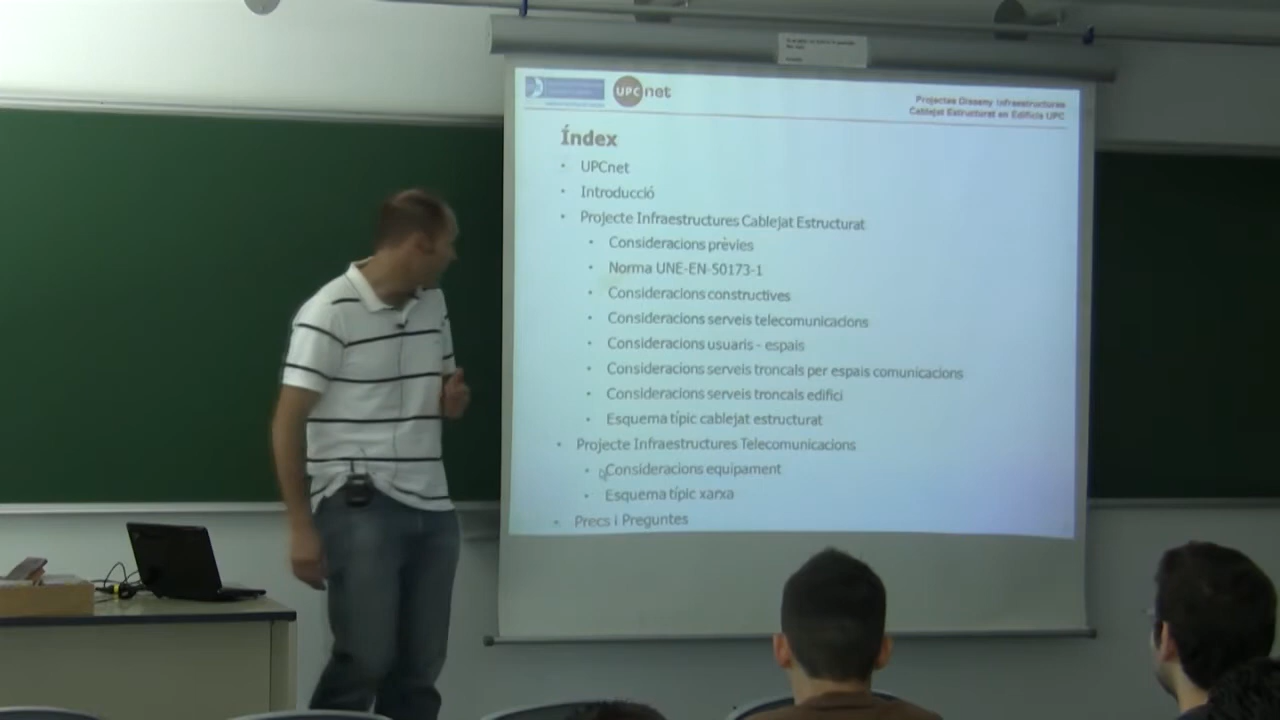 UPCnet
Projectes Disseny Infraestructures
Cablejat Estructurat en Edificis UPC
Índex
• UPCnet
• Introducció
• Projecte Infraestructures Cablejat Estructurat
• Consideracions prèvies
• Norma UNE-EN-50173-1
• Consideracions constructives
• Consideracions serveis telecomunicacions
• Consideracions usuaris - espais
• Consideracions serveis troncals per espais comunicacions
• Consideracions serveis troncals edifici
• Esquema típic cablejat estructurat
• Projecte Infraestructures Telecomunicacions
• Consideracions equipament
• Esquema típic xarxa
• Precs i Preguntes